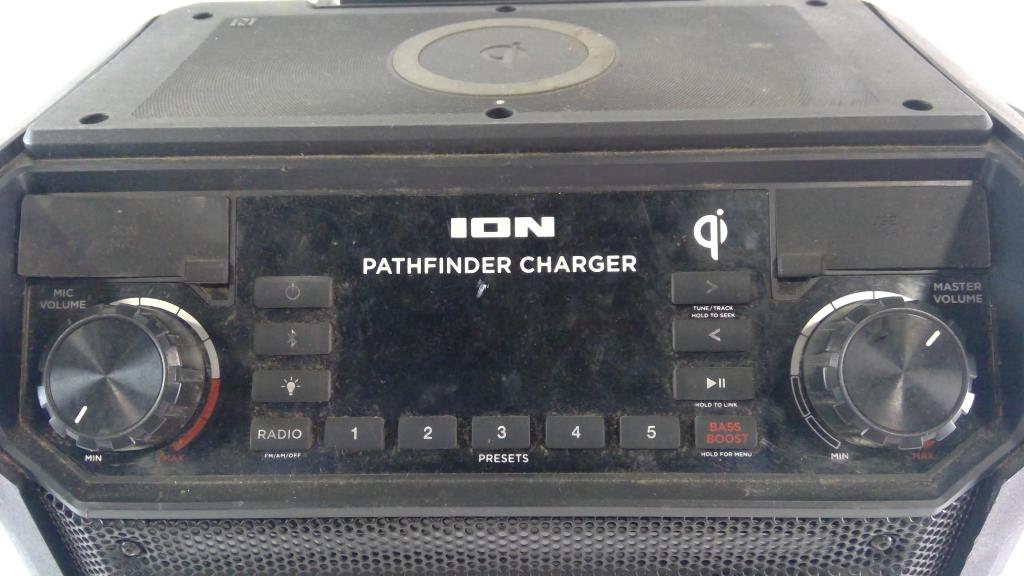 ION
qi
PATHFINDER CHARGER
MIC
VOLUME
MASTER
VOLUME
TUNE/TRACK
HOLD TO SEEK
HOLD TO LINK
RADIO
1
2
3
4
5
BASS
BOOST
FM/AM/OFF
PRESETS
HOLD FOR MENU
MIN
MAX
MIN
MAX